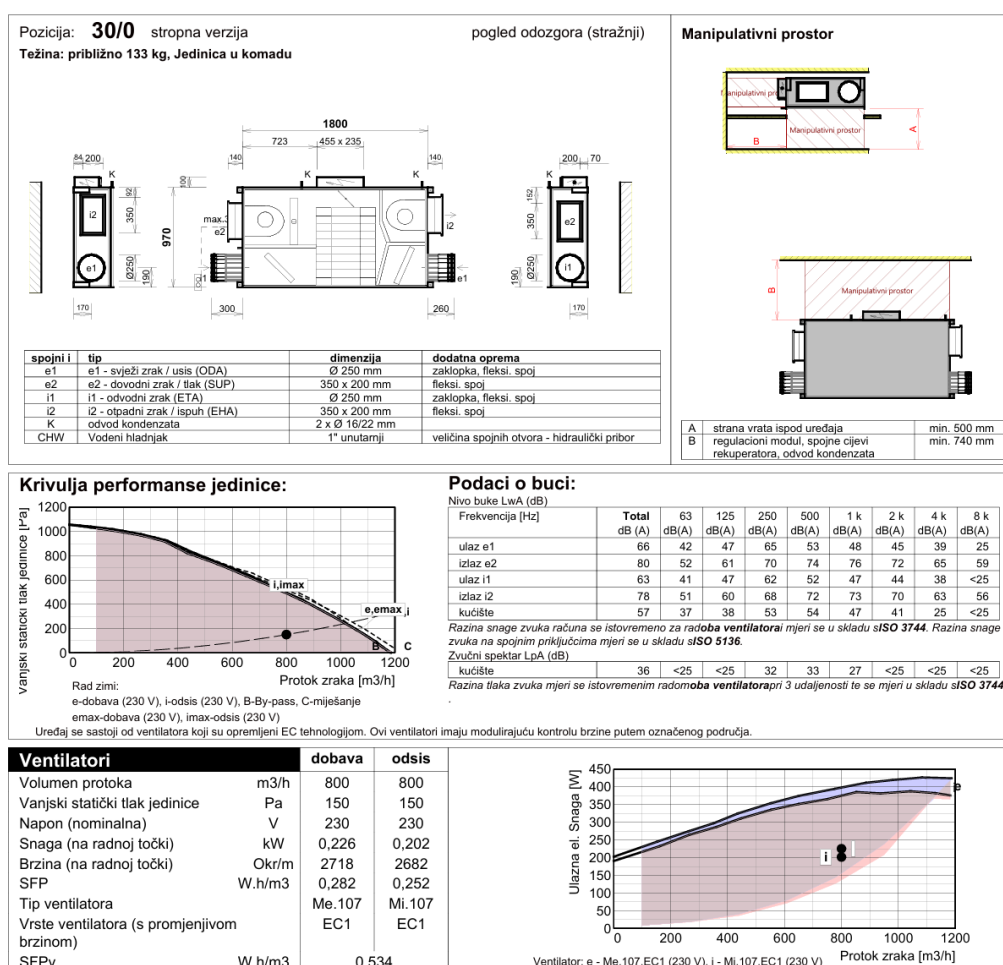 Pozicija: 30/0 stropna verzija pogled odozgora (stražnji)
Težina: približno 133 kg, Jedinica u komadu
Manipulativni prostor
Manipulativni prostor
A
B
1800
723 455 x 235
140 140
84 200
200 70
K K K K
100
92
350
i2
Ø250
e1
190
170
970
max.
e2
i1
300
i2
e1
260
152
350
e2
Ø250
i1
190
170
B
Manipulativni prostor
spojni i tip dimenzija dodatna oprema
e1 e1 - svježi zrak / usis (ODA) Ø 250 mm zaklopka, fleksi. spoj
e2 e2 - dovodni zrak / tlak (SUP) 350 x 200 mm fleksi. spoj
i1 i1 - odvodni zrak (ETA) Ø 250 mm zaklopka, fleksi. spoj
i2 i2 - otpadni zrak / ispuh (EHA) 350 x 200 mm fleksi. spoj
K odvod kondenzata 2 x Ø 16/22 mm
CHW Vodeni hladnjak 1" unutarnji veličina spojnih otvora - hidraulički pribor
A strana vrata ispod uređaja min. 500 mm
B regulacioni modul, spojne cijevi min. 740 mm
rekuperatora, odvod kondenzata
Krivulja performanse jedinice:
Vanjski statički tlak jedinice [Pa]
1200
1000
800
600
400
200
0
i,imax
e,emax i
B C
0 200 400 600 800 1000 1200
Protok zraka [m3/h]
Rad zimi:
e-dobava (230 V), i-odsis (230 V), B-By-pass, C-miješanje
emax-dobava (230 V), imax-odsis (230 V)
Uređaj se sastoji od ventilatora koji su opremljeni EC tehnologijom. Ovi ventilatori imaju modulirajuću kontrolu brzine putem označenog područja.
Podaci o buci:
Nivo buke LwA (dB)
Frekvencija [Hz] Total 63 125 250 500 1 k 2 k 4 k 8 k
dB (A) dB(A) dB(A) dB(A) dB(A) dB(A) dB(A) dB(A) dB(A)
ulaz e1 66 42 47 65 53 48 45 39 25
izlaz e2 80 52 61 70 74 76 72 65 59
ulaz i1 63 41 47 62 52 47 44 38 <25
izlaz i2 78 51 60 68 72 73 70 63 56
kućište 57 37 38 53 54 47 41 25 <25
Razina snage zvuka računa se istovremeno za radoba ventilatorai mjeri se u skladu sISO 3744. Razina snage
zvuka na spojnim priključcima mjeri se u skladu sISO 5136.
Zvučni spektar LpA (dB)
kućište 36 <25 <25 32 33 27 <25 <25 <25
Razina tlaka zvuka mjeri se istovremenim radomoba ventilatorapri 3 udaljenosti te se mjeri u skladu sISO 3744
.
Ventilatori dobava odsis
Volumen protoka m3/h 800 800
Vanjski statički tlak jedinice Pa 150 150
Napon (nominalna) V 230 230
Snaga (na radnoj točki) kW 0,226 0,202
Brzina (na radnoj točki) Okr/m 2718 2682
SFP W.h/m3 0,282 0,252
Tip ventilatora Me.107 Mi.107
Vrste ventilatora (s promjenjivom EC1 EC1
brzinom)
SFPv W.h/m3 0,534
Ulazna el. Snaga [W]
450
400
350
300
250
200
150
100
50
0
e
i
0 200 400 600 800 1000 1200
Protok zraka [m3/h]
Ventilator: e - Me.107.EC1 (230 V), i - Mi.107.EC1 (230 V)